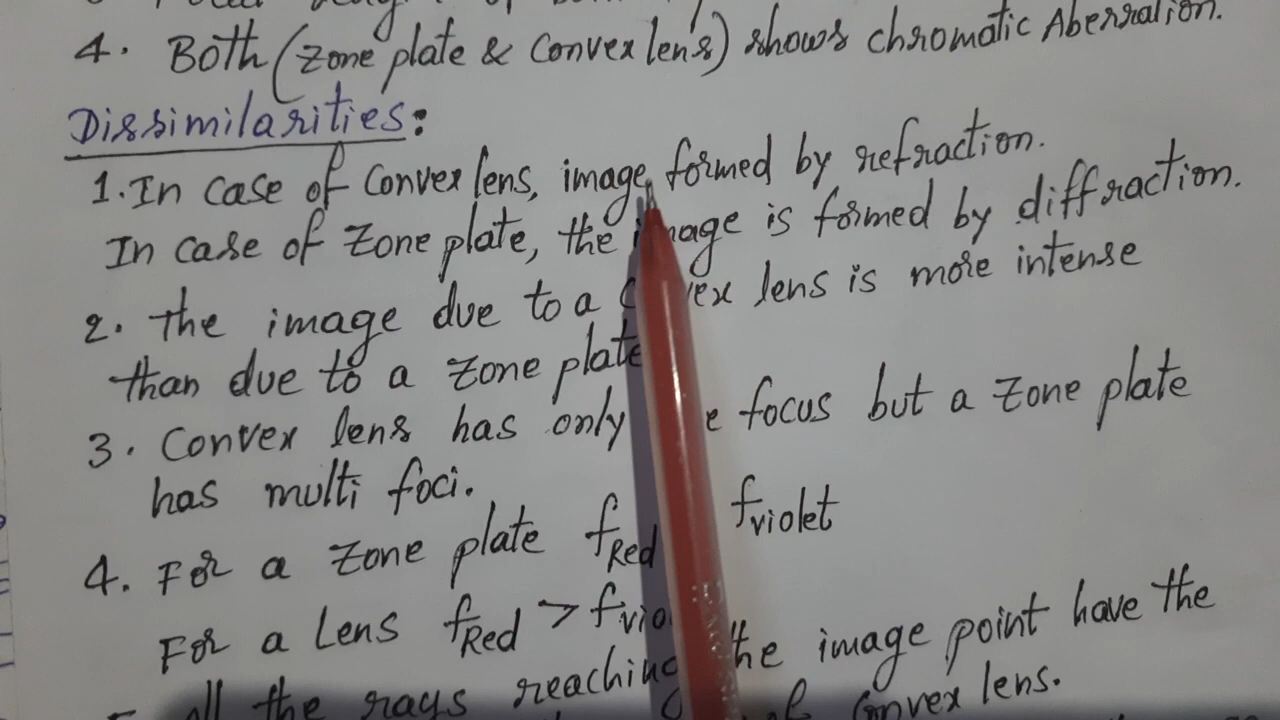 4. Both (Zone plate & Convex lens) shows chromatic Aberration.
Dissimilarities:
1. In case of Convex lens, image formed by refraction.
In case of Zone plate, the image is formed by diffraction.
2. the image due to a lens is more intense
than due to a zone plate
3. Convex lens has only focus but a zone plate
has multi foci.
4. For a zone plate fRed fviolet
For a Lens fRed > fvio
all the rays reaching the image point have the
of Convex lens.